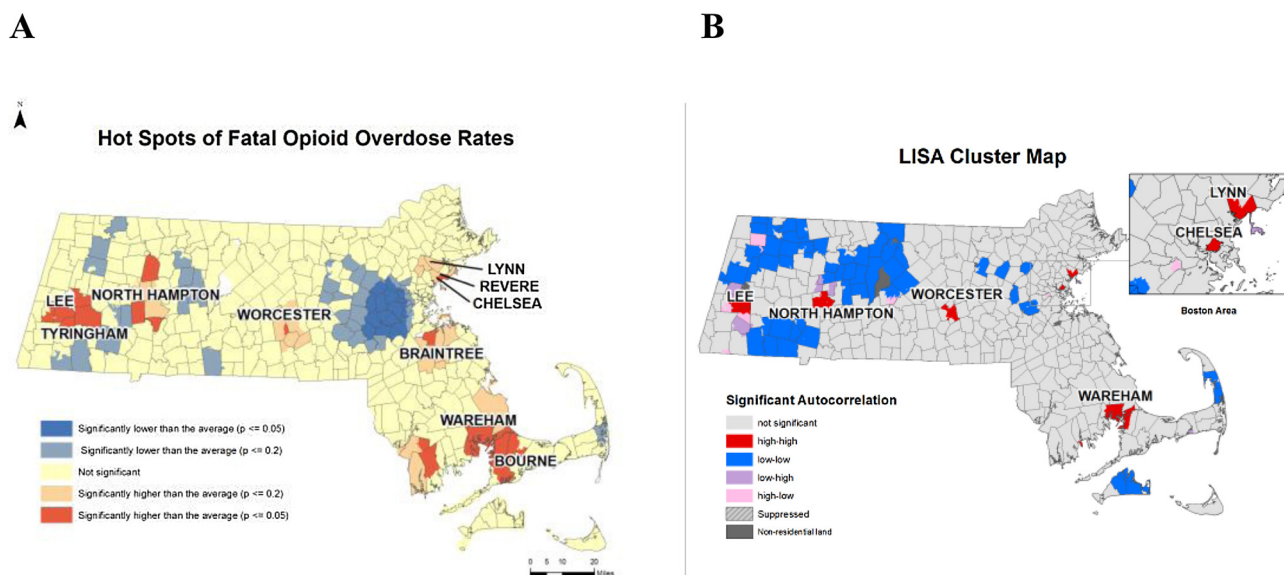 A
B
N
Hot Spots of Fatal Opioid Overdose Rates
LYNN
REVERE
CHELSEA
LEE
NORTH HAMPTON
WORCESTER
TYRINGHAM
BRAINTREE
WAREHAM
BOURNE
Significantly lower than the average (p <= 0.05)
Significantly lower than the average (p <= 0.2)
Not significant
Significantly higher than the average (p <= 0.2)
Significantly higher than the average (p <= 0.05)
0 5 10 20
Miles
LISA Cluster Map
LYNN
CHELSEA
Boston Area
LEE
WORCESTER
NORTH HAMPTON
WAREHAM
Significant Autocorrelation
not significant
high-high
low-low
low-high
high-low
Suppressed
Non-residential land